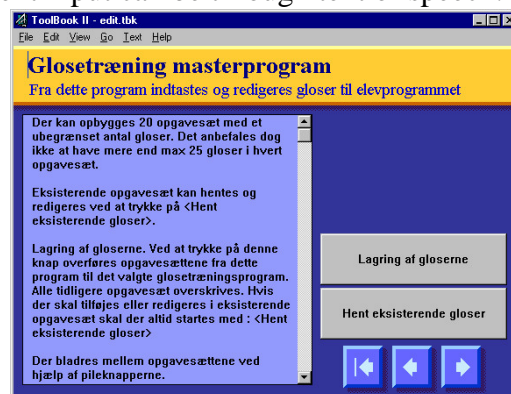 ToolBook II - edit.tbk
File Edit View Go Text Help
Glosetræning masterprogram
Fra dette program indtastes og redigeres gloser til elevprogrammet
Der kan opbygges 20 opgavesæt med et
ubegrænset antal gloser. Det anbefales dog
ikke at have mere end max 25 gloser i hvert
opgavesæt.
Eksisterende opgavesæt kan hentes og
redigeres ved at trykke på <Hent
eksisterende gloser>.
Lagring af gloserne. Ved at trykke på denne
knap overføres opgavesættene fra dette
program til det valgte glosetræningsprogram.
Alle tidligere opgavesæt overskrives. Hvis
der skal tilføjes eller redigeres i eksisterende
opgavesæt skal der altid startes med : <Hent
eksisterende gloser>
Der bladres mellem opgavesættene ved
hjælp af pileknapperne.
Lagring af gloserne
Hent eksisterende gloser